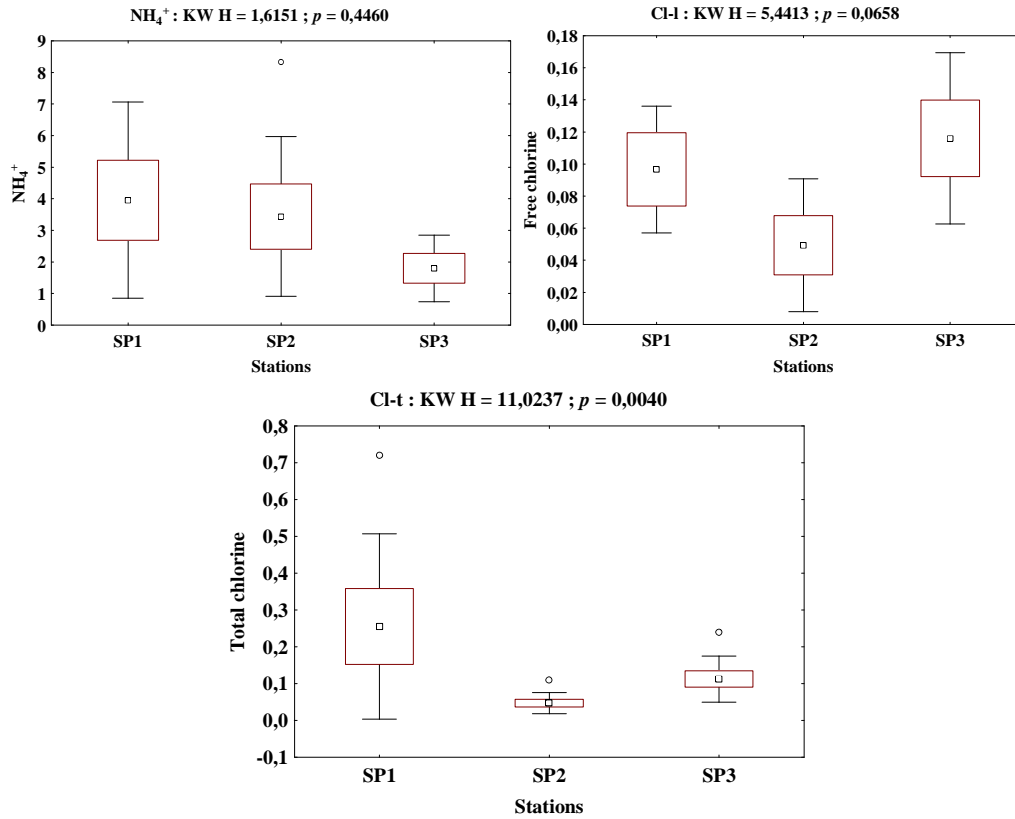 NH₄⁺ : KW H = 1,6151 ; p = 0,4460
9
8
7
6
5
4
3
2
1
0
NH₄⁺
SP1 SP2 SP3
Stations
Cl-l : KW H = 5,4413 ; p = 0,0658
0,18
0,16
0,14
0,12
0,10
0,08
0,06
0,04
0,02
0,00
Free chlorine
SP1 SP2 SP3
Stations
Cl-t : KW H = 11,0237 ; p = 0,0040
0,8
0,7
0,6
0,5
0,4
0,3
0,2
0,1
0,0
-0,1
Total chlorine
SP1 SP2 SP3
Stations